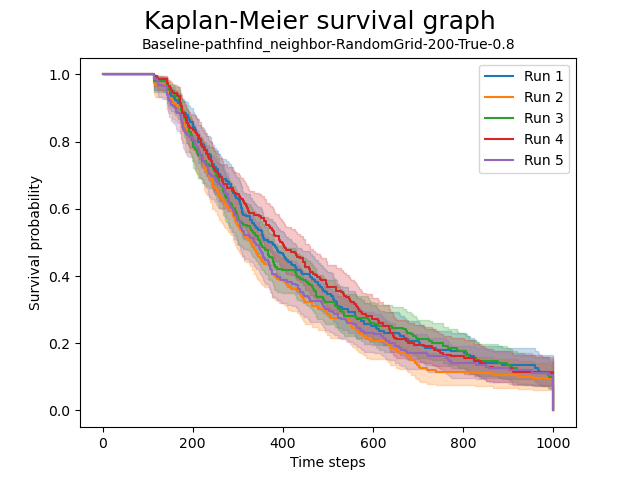 Kaplan-Meier survival graph
Baseline-pathfind_neighbor-RandomGrid-200-True-0.8
Survival probability
1.0
0.8
0.6
0.4
0.2
0.0
Run 1
Run 2
Run 3
Run 4
Run 5
0 200 400 600 800 1000
Time steps